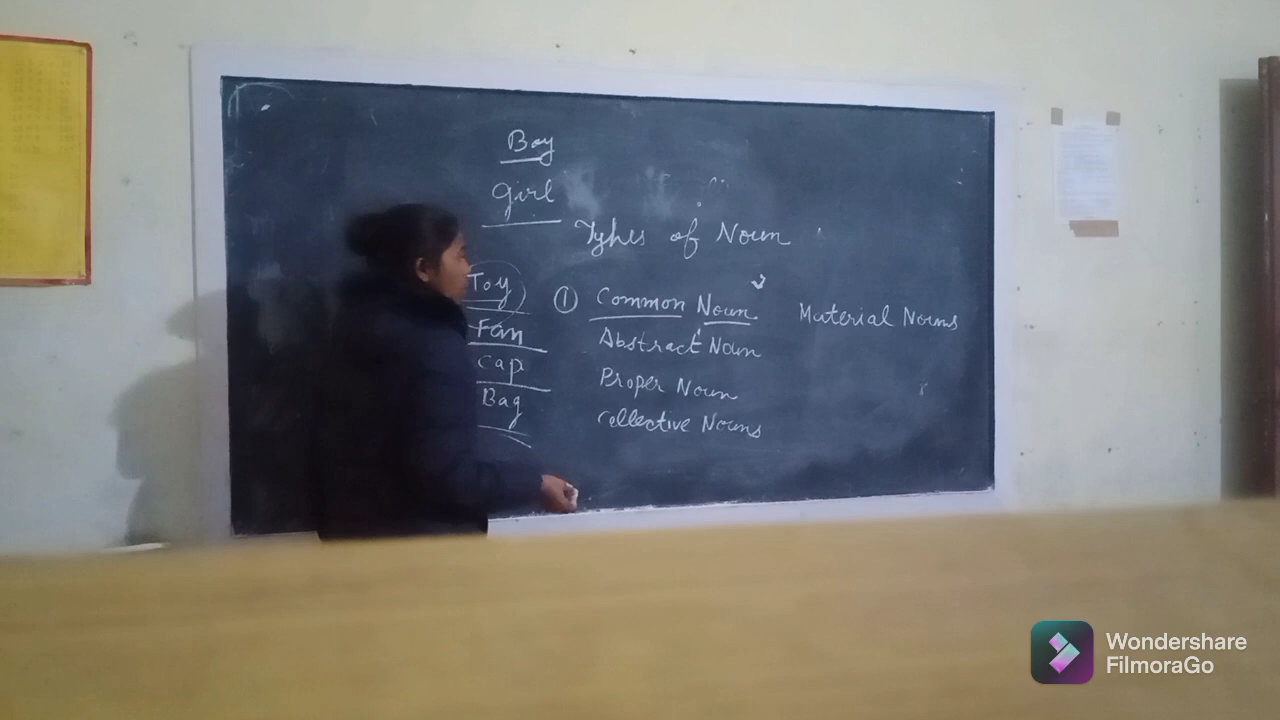 Boy
Girl
Types of Noun
Toy
Fan
Cap
Bag
① Common Noun
Abstract Noun
Proper Noun
Collective Nouns
Material Nouns
Wondershare
FilmoraGo